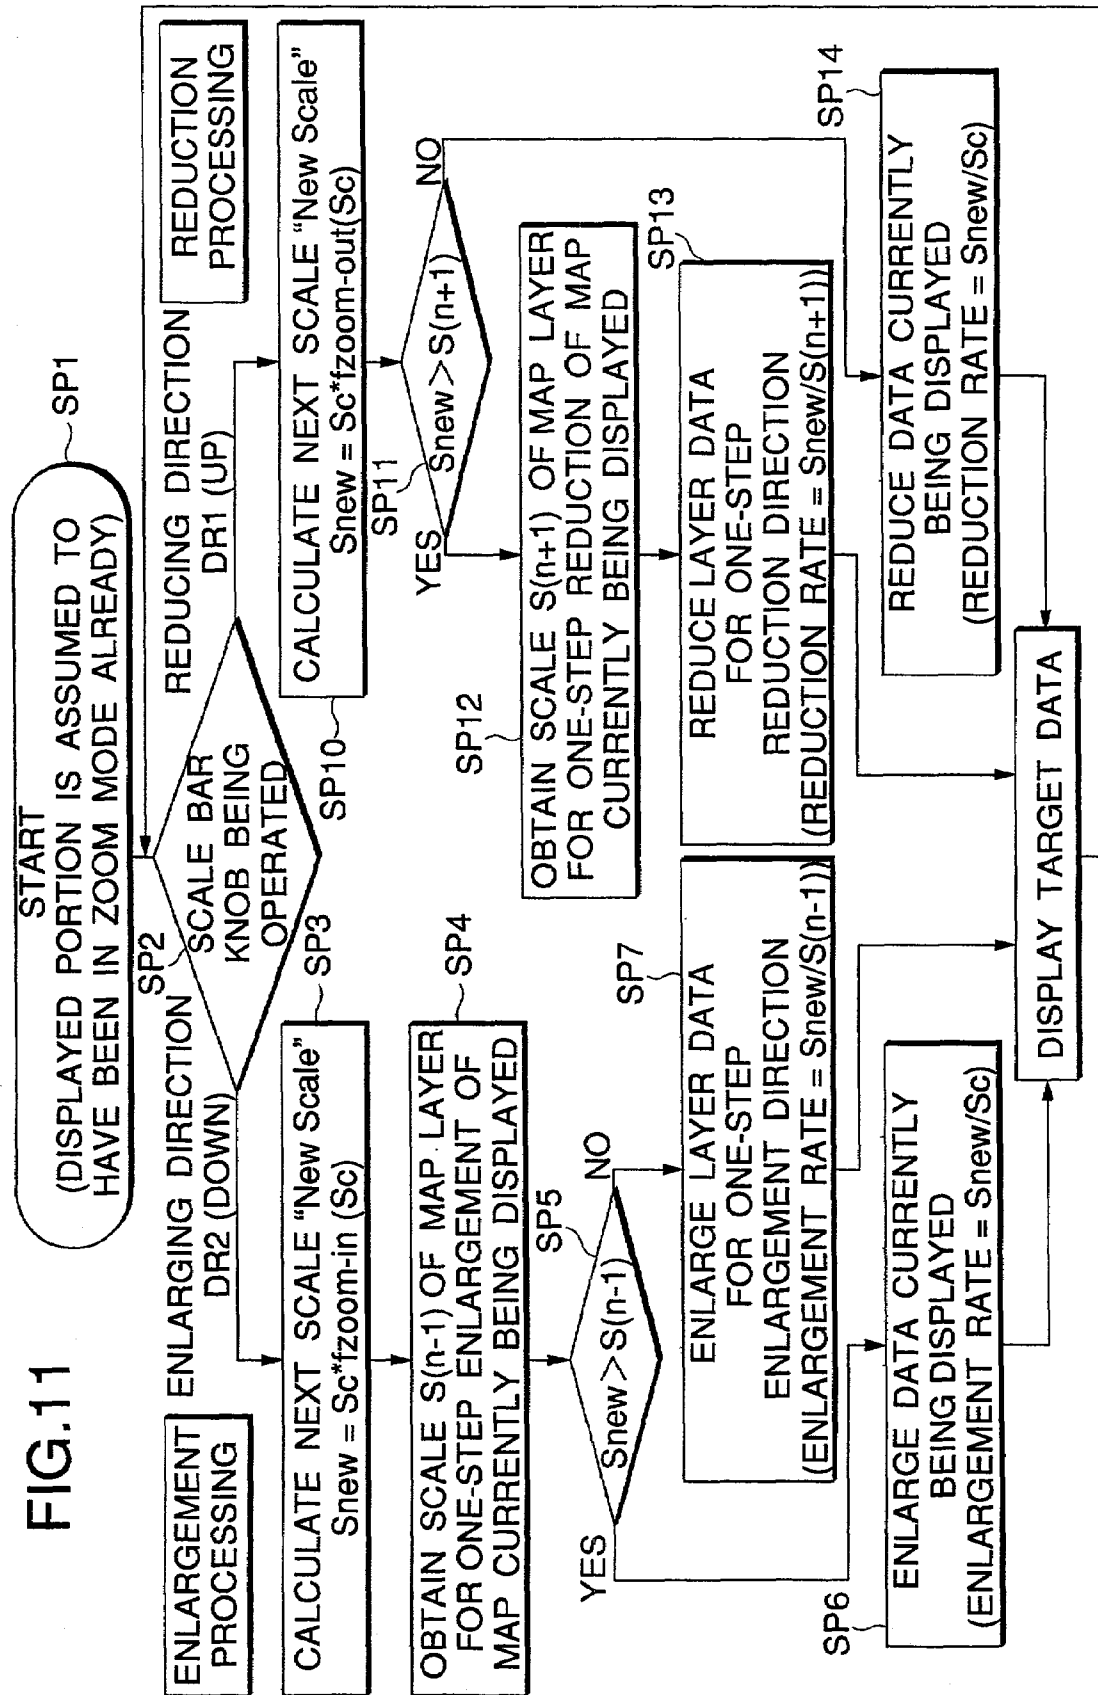 FIG.11
START
(DISPLAYED PORTION IS ASSUMED TO
HAVE BEEN IN ZOOM MODE ALREADY)
SP1
ENLARGEMENT
PROCESSING
ENLARGING DIRECTION
DR2 (DOWN)
SP2
SCALE BAR
KNOB BEING
OPERATED
REDUCING DIRECTION
DR1 (UP)
REDUCTION
PROCESSING
CALCULATE NEXT SCALE "New Scale"
Snew = Sc*fzoom-in (Sc)
SP3
OBTAIN SCALE S(n-1) OF MAP LAYER
FOR ONE-STEP ENLARGEMENT OF
MAP CURRENTLY BEING DISPLAYED
SP4
Snew > S(n-1)
SP5
YES
NO
ENLARGE LAYER DATA
FOR ONE-STEP
ENLARGEMENT DIRECTION
(ENLARGEMENT RATE = Snew/S(n-1))
SP7
SP6
ENLARGE DATA CURRENTLY
BEING DISPLAYED
(ENLARGEMENT RATE = Snew/Sc)
SP10
CALCULATE NEXT SCALE "New Scale"
Snew = Sc*fzoom-out(Sc)
SP11
Snew > S(n+1)
YES
NO
SP12
OBTAIN SCALE S(n+1) OF MAP LAYER
FOR ONE-STEP REDUCTION OF MAP
CURRENTLY BEING DISPLAYED
REDUCE LAYER DATA
FOR ONE-STEP
REDUCTION DIRECTION
(REDUCTION RATE = Snew/S(n+1))
SP13
REDUCE DATA CURRENTLY
BEING DISPLAYED
(REDUCTION RATE = Snew/Sc)
SP14
DISPLAY TARGET DATA